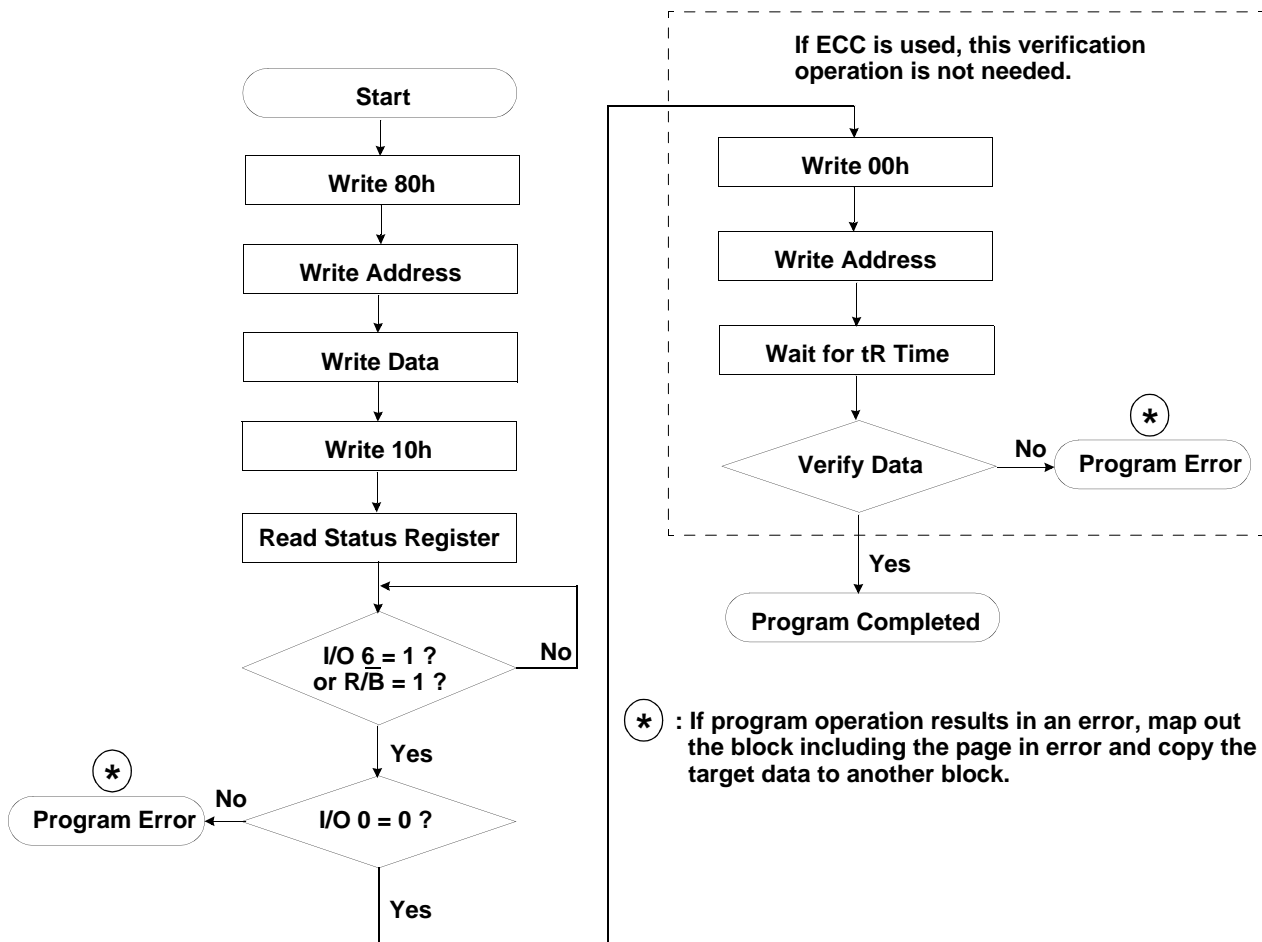 Start
Write 80h
Write Address
Write Data
Write 10h
Read Status Register
I/O 6 = 1 ?
or R/B̅ = 1 ?
No
Yes
*
No
Program Error
I/O 0 = 0 ?
Yes
If ECC is used, this verification
operation is not needed.
Write 00h
Write Address
Wait for tR Time
*
Verify Data
No
Program Error
Yes
Program Completed
* : If program operation results in an error, map out
the block including the page in error and copy the
target data to another block.